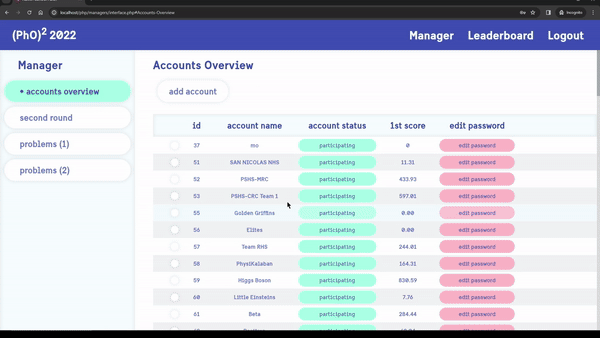 localhost/pho/managers/interface.php#Accounts-Overview
Incognito
(PhO)² 2022
Manager Leaderboard Logout
Manager
• accounts overview
second round
problems (1)
problems (2)
Accounts Overview
add account
id account name account status 1st score edit password
37 mo participating 0 edit password
51 SAN NICOLAS NHS participating 11.31 edit password
52 PSHS-MRC participating 433.93 edit password
53 PSHS-CRC Team 1 participating 597.01 edit password
55 Golden Griffins participating 0.00 edit password
56 Elites participating 0.00 edit password
57 Team RHS participating 244.01 edit password
58 PhysiKalaban participating 164.31 edit password
59 Higgs Boson participating 830.59 edit password
60 Little Einsteins participating 7.76 edit password
61 Beta participating 284.44 edit password